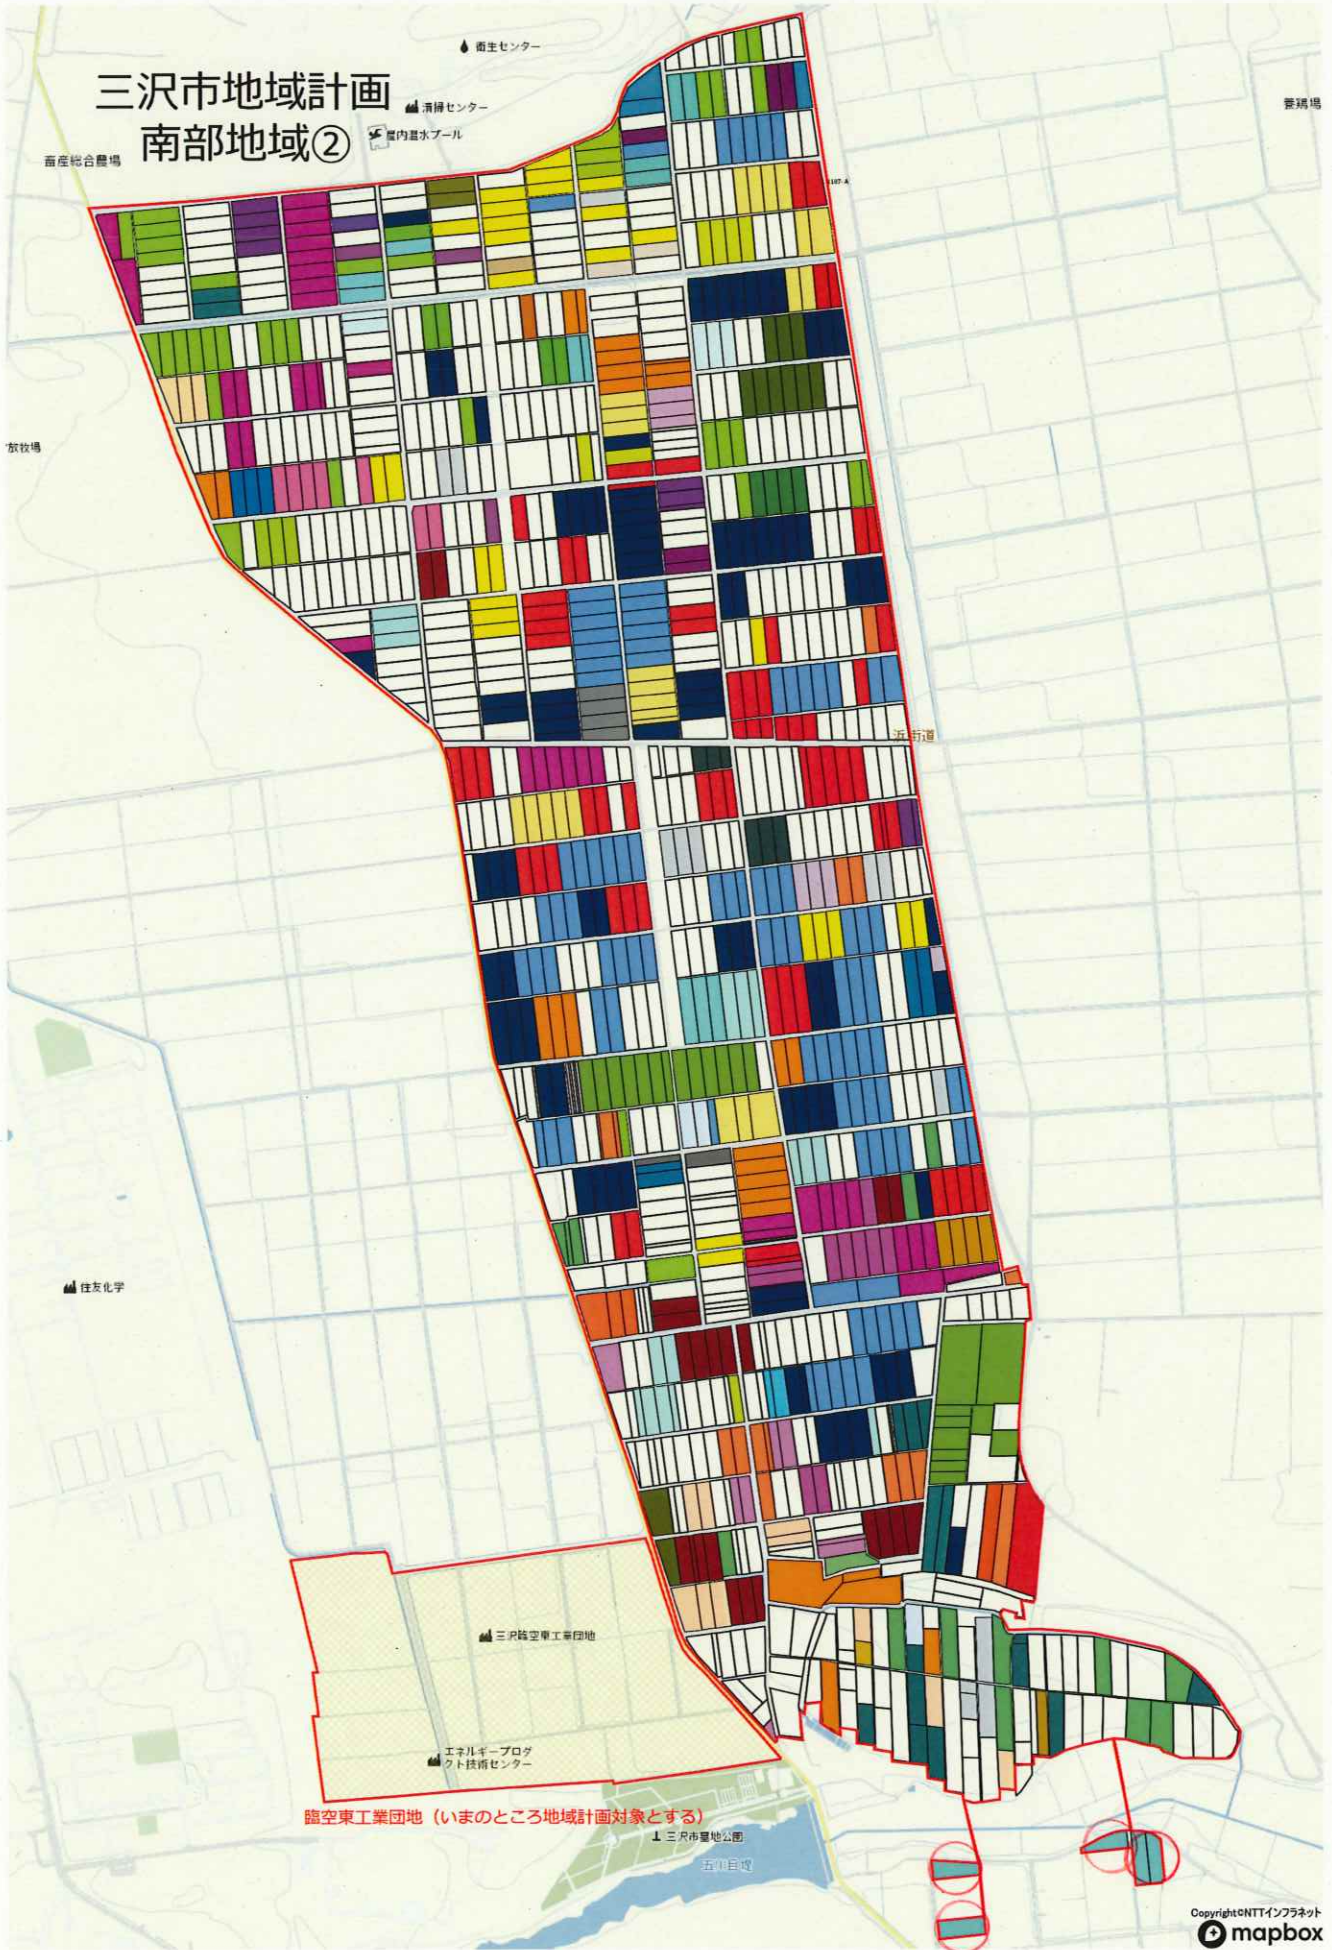 衛生センター
三沢市地域計画
南部地域②
清掃センター
屋内温水プール
養鶏場
畜産総合農場
放牧場
浜街道
住友化学
三沢臨空東工業団地
エネルギープロダ
クト技術センター
臨空東工業団地（いまのところ地域計画対象とする）
三沢市墓地公園
五川目堤
Copyright©NTTインフラネット
mapbox